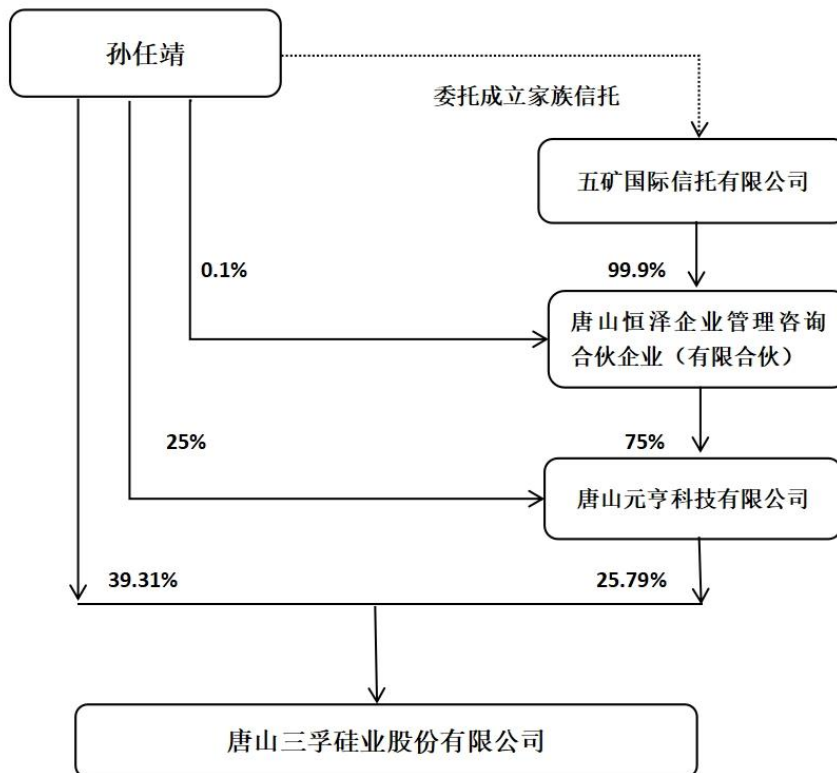 孙任靖
委托成立家族信托
五矿国际信托有限公司
0.1%
99.9%
唐山恒泽企业管理咨询
合伙企业（有限合伙）
25%
75%
唐山元亨科技有限公司
39.31%
25.79%
唐山三孚硅业股份有限公司